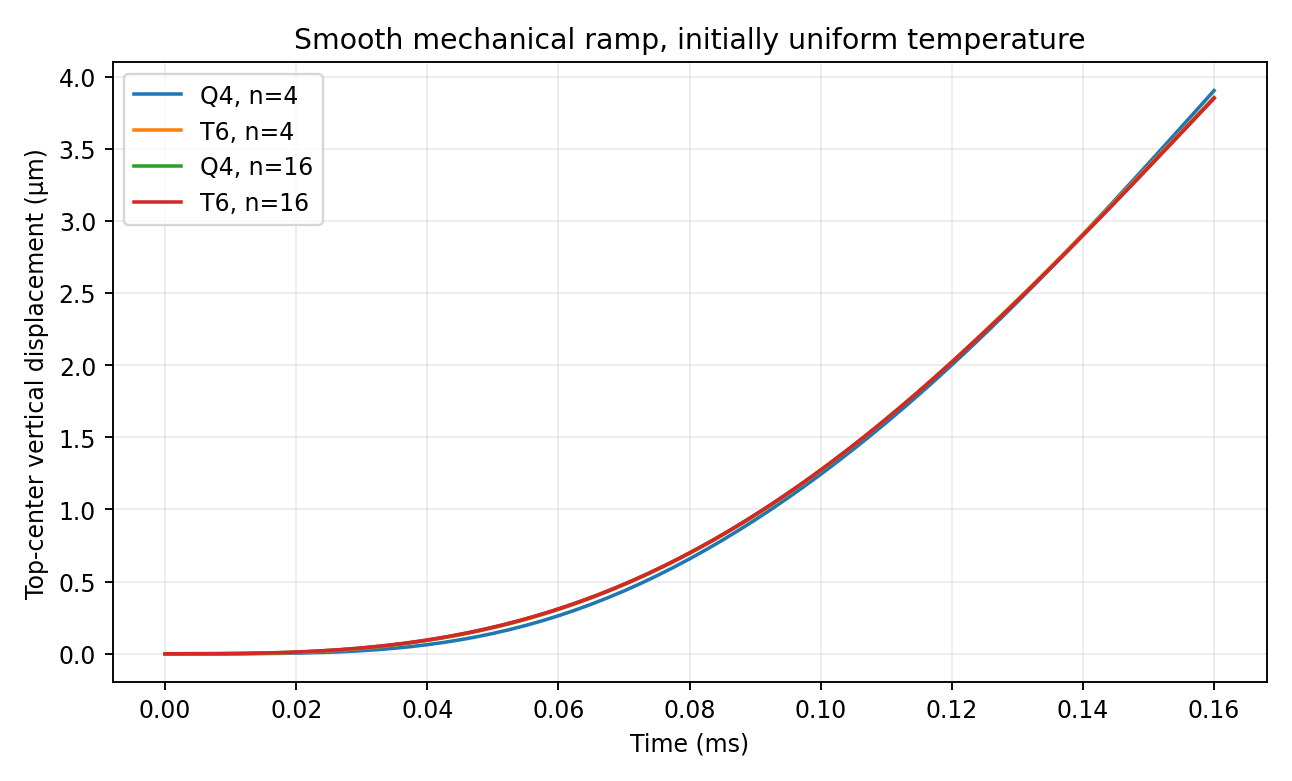 Smooth mechanical ramp, initially uniform temperature
Q4, n=4
T6, n=4
Q4, n=16
T6, n=16
Top-center vertical displacement (µm)
4.0
3.5
3.0
2.5
2.0
1.5
1.0
0.5
0.0
0.00 0.02 0.04 0.06 0.08 0.10 0.12 0.14 0.16
Time (ms)